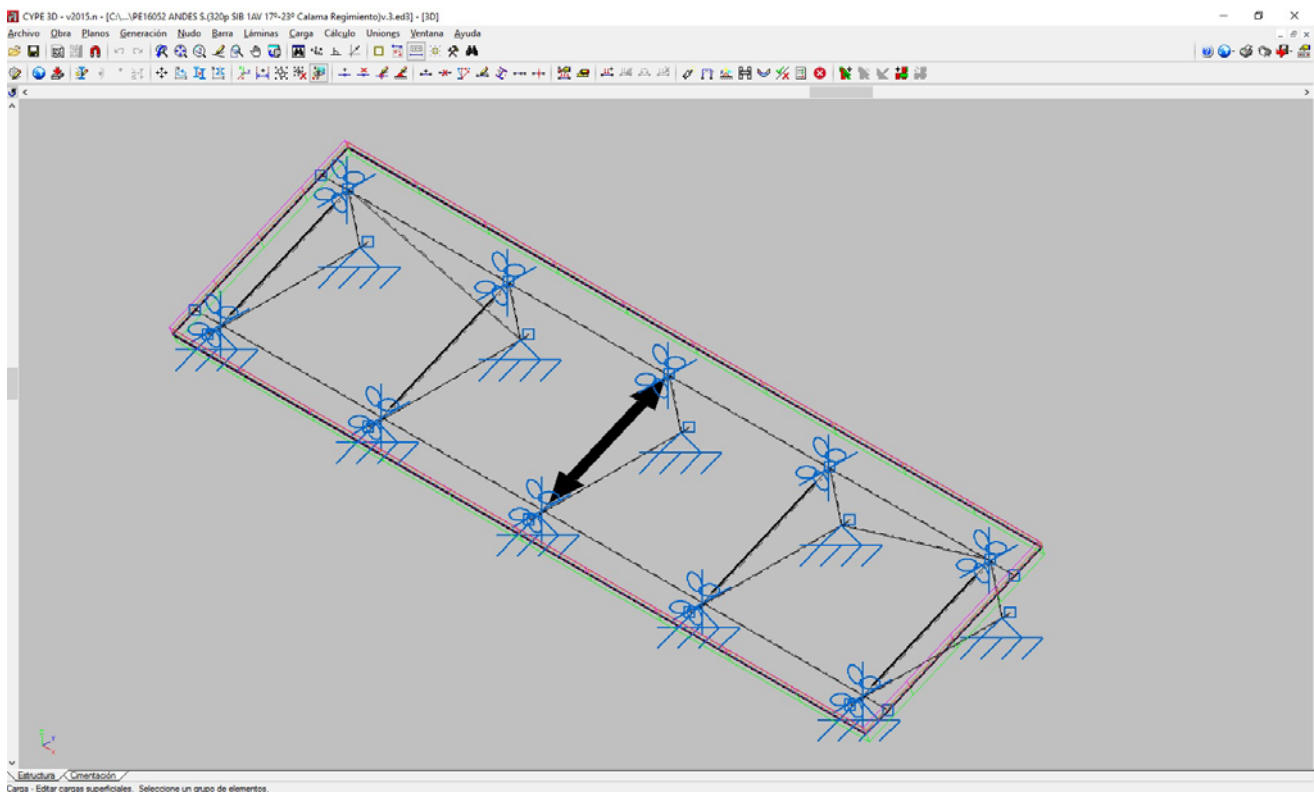 CYPE 3D - v2015.n - [C:\...\PE16052 ANDES S.(320p SIB 1AV 17º-23º Calama Regimiento)v.3.ed3] - [3D]
Archivo Obra Planos Generación Nudo Barra Láminas Carga Cálculo Uniones Ventana Ayuda
Estructura Cimentación
Carga - Editar cargas superficiales. Seleccione un grupo de elementos.